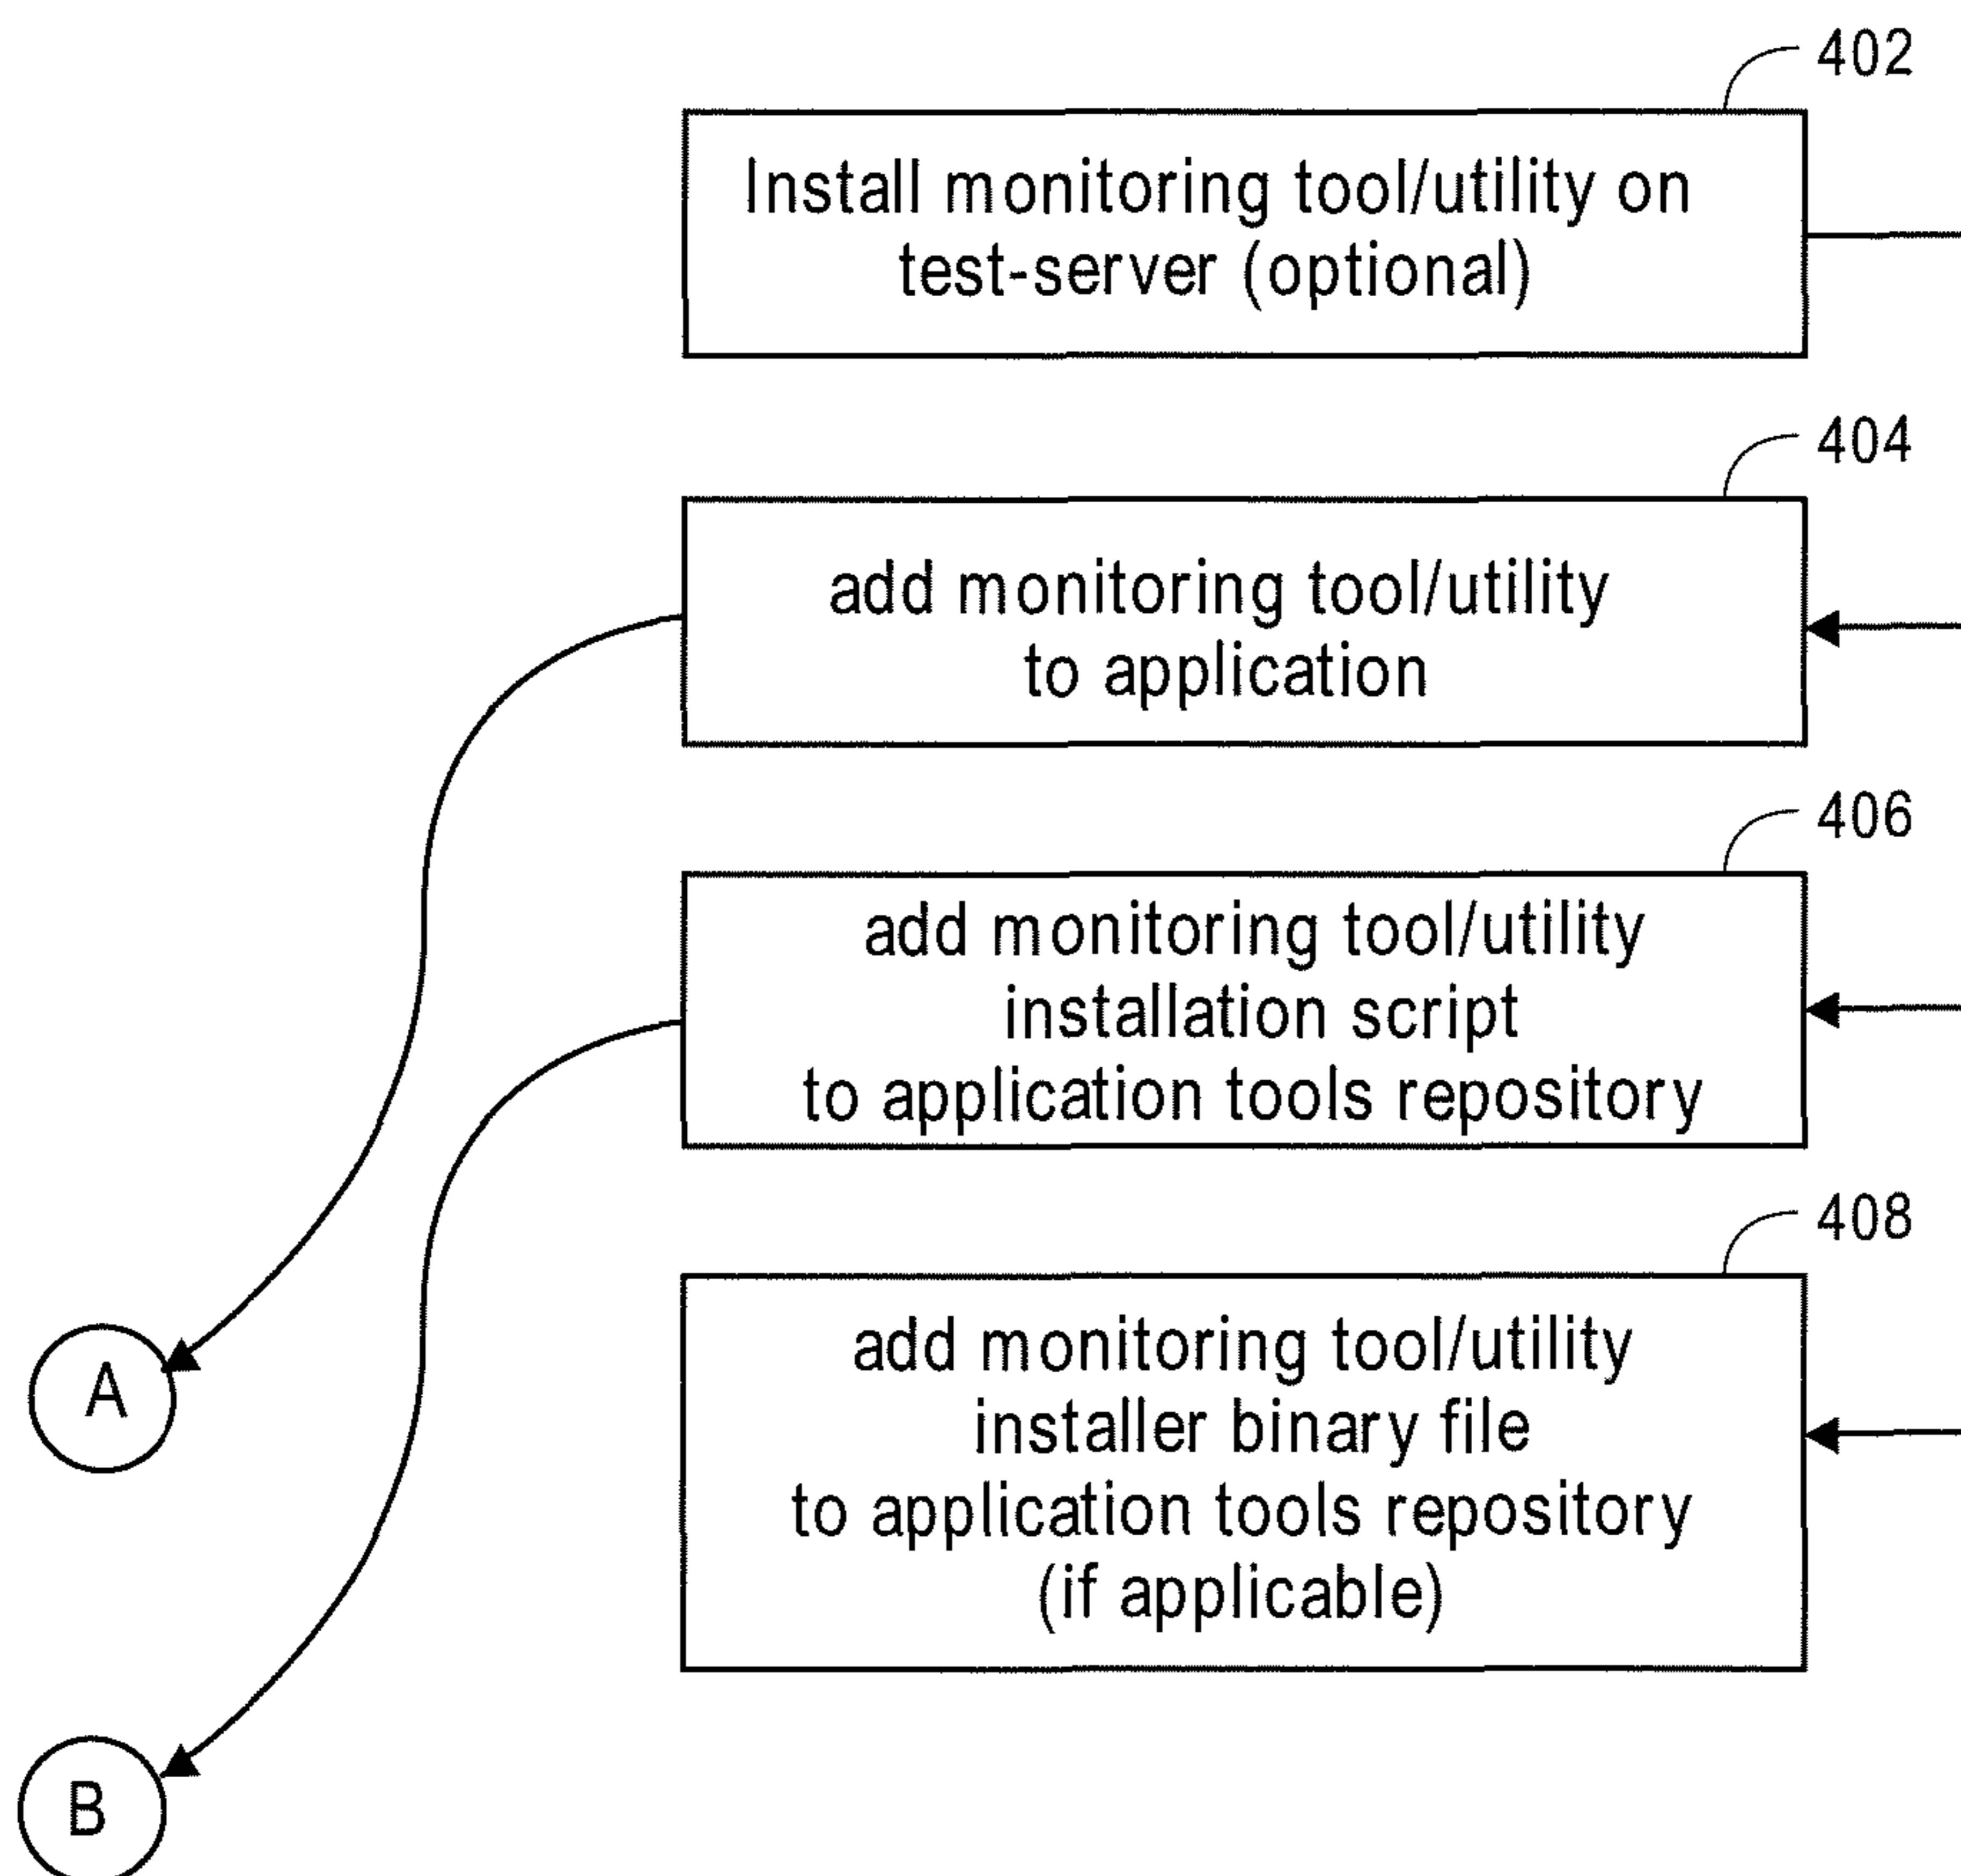 402
Install monitoring tool/utility on
test-server (optional)
404
add monitoring tool/utility
to application
406
add monitoring tool/utility
installation script
to application tools repository
408
add monitoring tool/utility
installer binary file
to application tools repository
(if applicable)
A
B